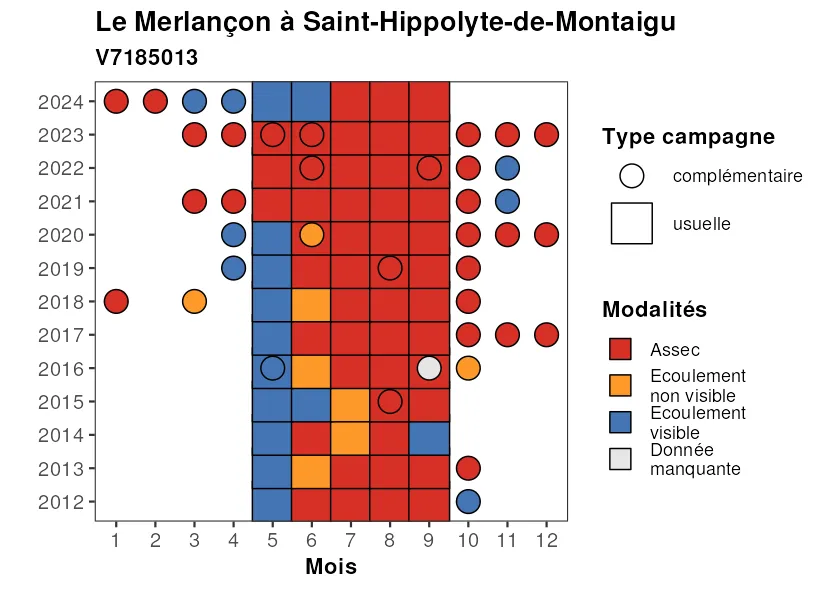 Le Merlançon à Saint-Hippolyte-de-Montaigu
V7185013
2024
2023
2022
2021
2020
2019
2018
2017
2016
2015
2014
2013
2012
1 2 3 4 5 6 7 8 9 10 11 12
Mois
Type campagne
complémentaire
usuelle
Modalités
Assec
Ecoulement
non visible
Ecoulement
visible
Donnée
manquante